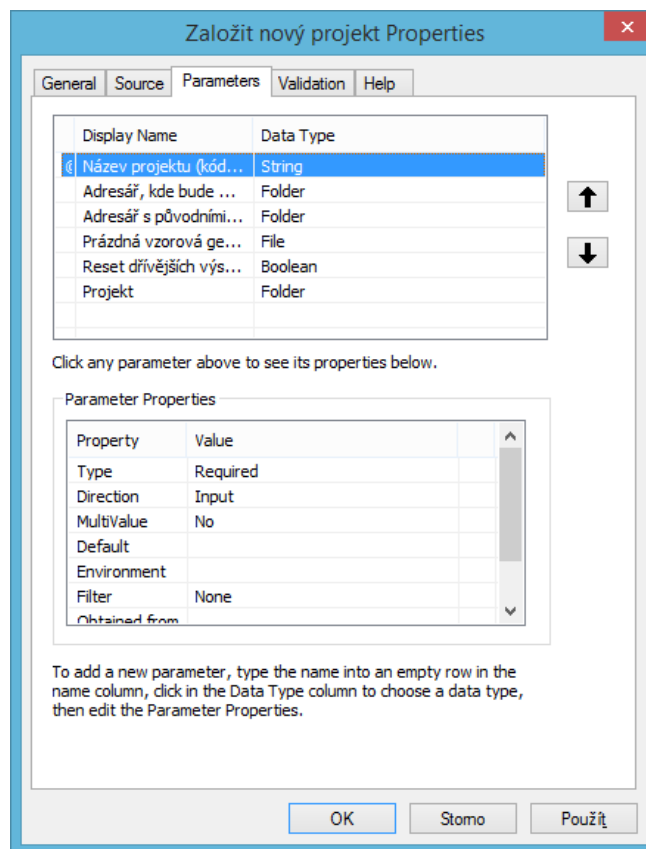 Založit nový projekt Properties
General Source Parameters Validation Help
Display Name Data Type
Název projektu (kód... String
Adresář, kde bude ... Folder
Adresář s původními... Folder
Prázdná vzorová ge... File
Reset dřívějších výs... Boolean
Projekt Folder
Click any parameter above to see its properties below.
Parameter Properties
Property Value
Type Required
Direction Input
MultiValue No
Default
Environment
Filter None
Obtained from
To add a new parameter, type the name into an empty row in the
name column, click in the Data Type column to choose a data type,
then edit the Parameter Properties.
OK Storno Použít